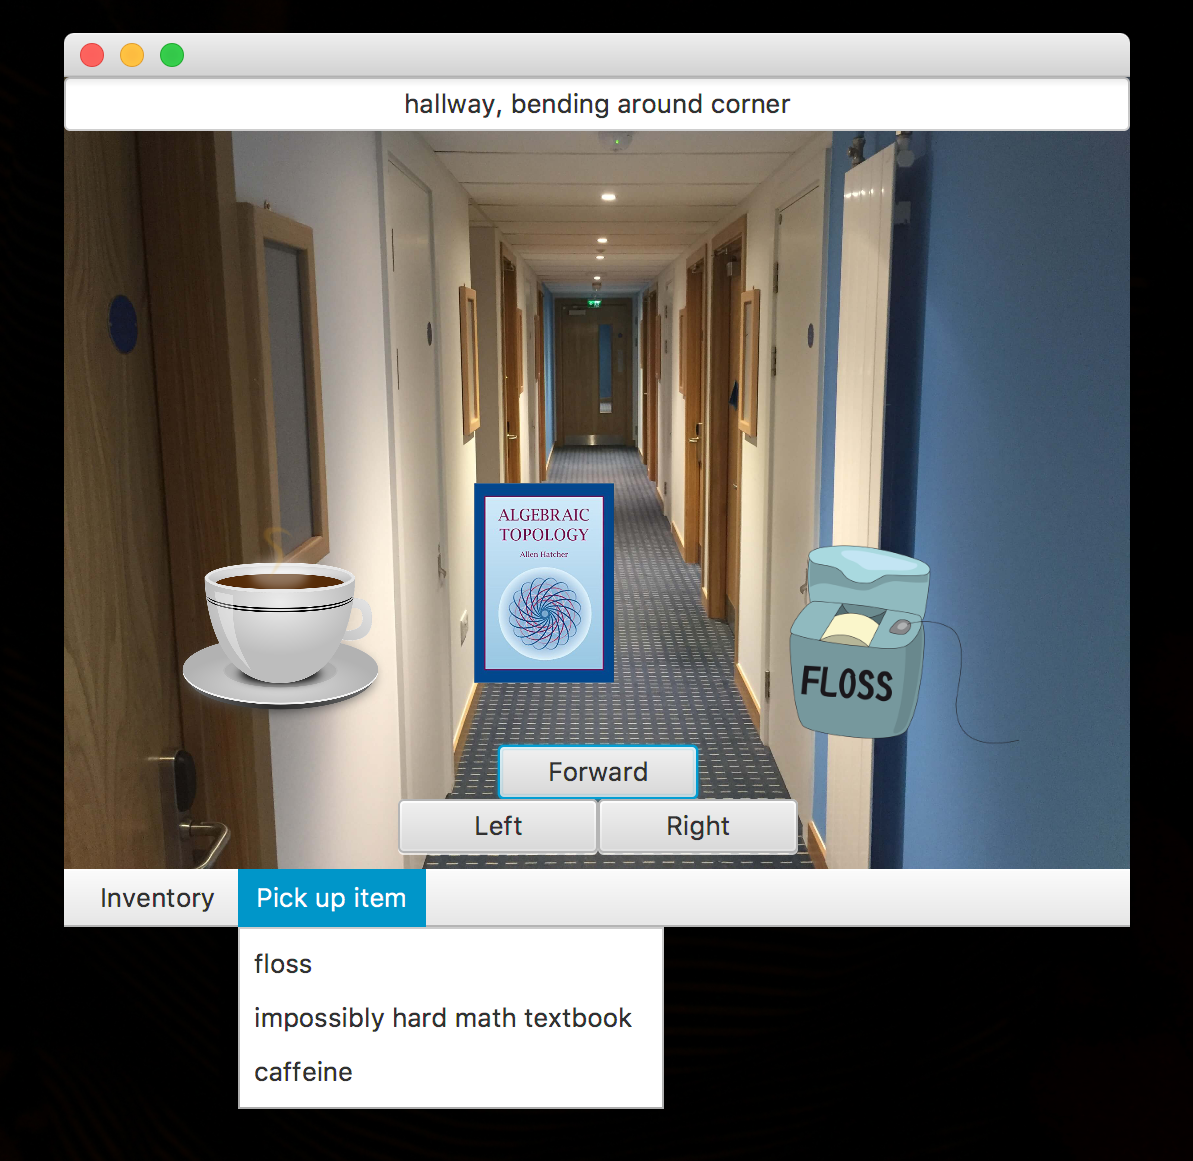 hallway, bending around corner
ALGEBRAIC
TOPOLOGY
Allen Hatcher
FLOSS
Forward
Left Right
Inventory Pick up item
floss
impossibly hard math textbook
caffeine